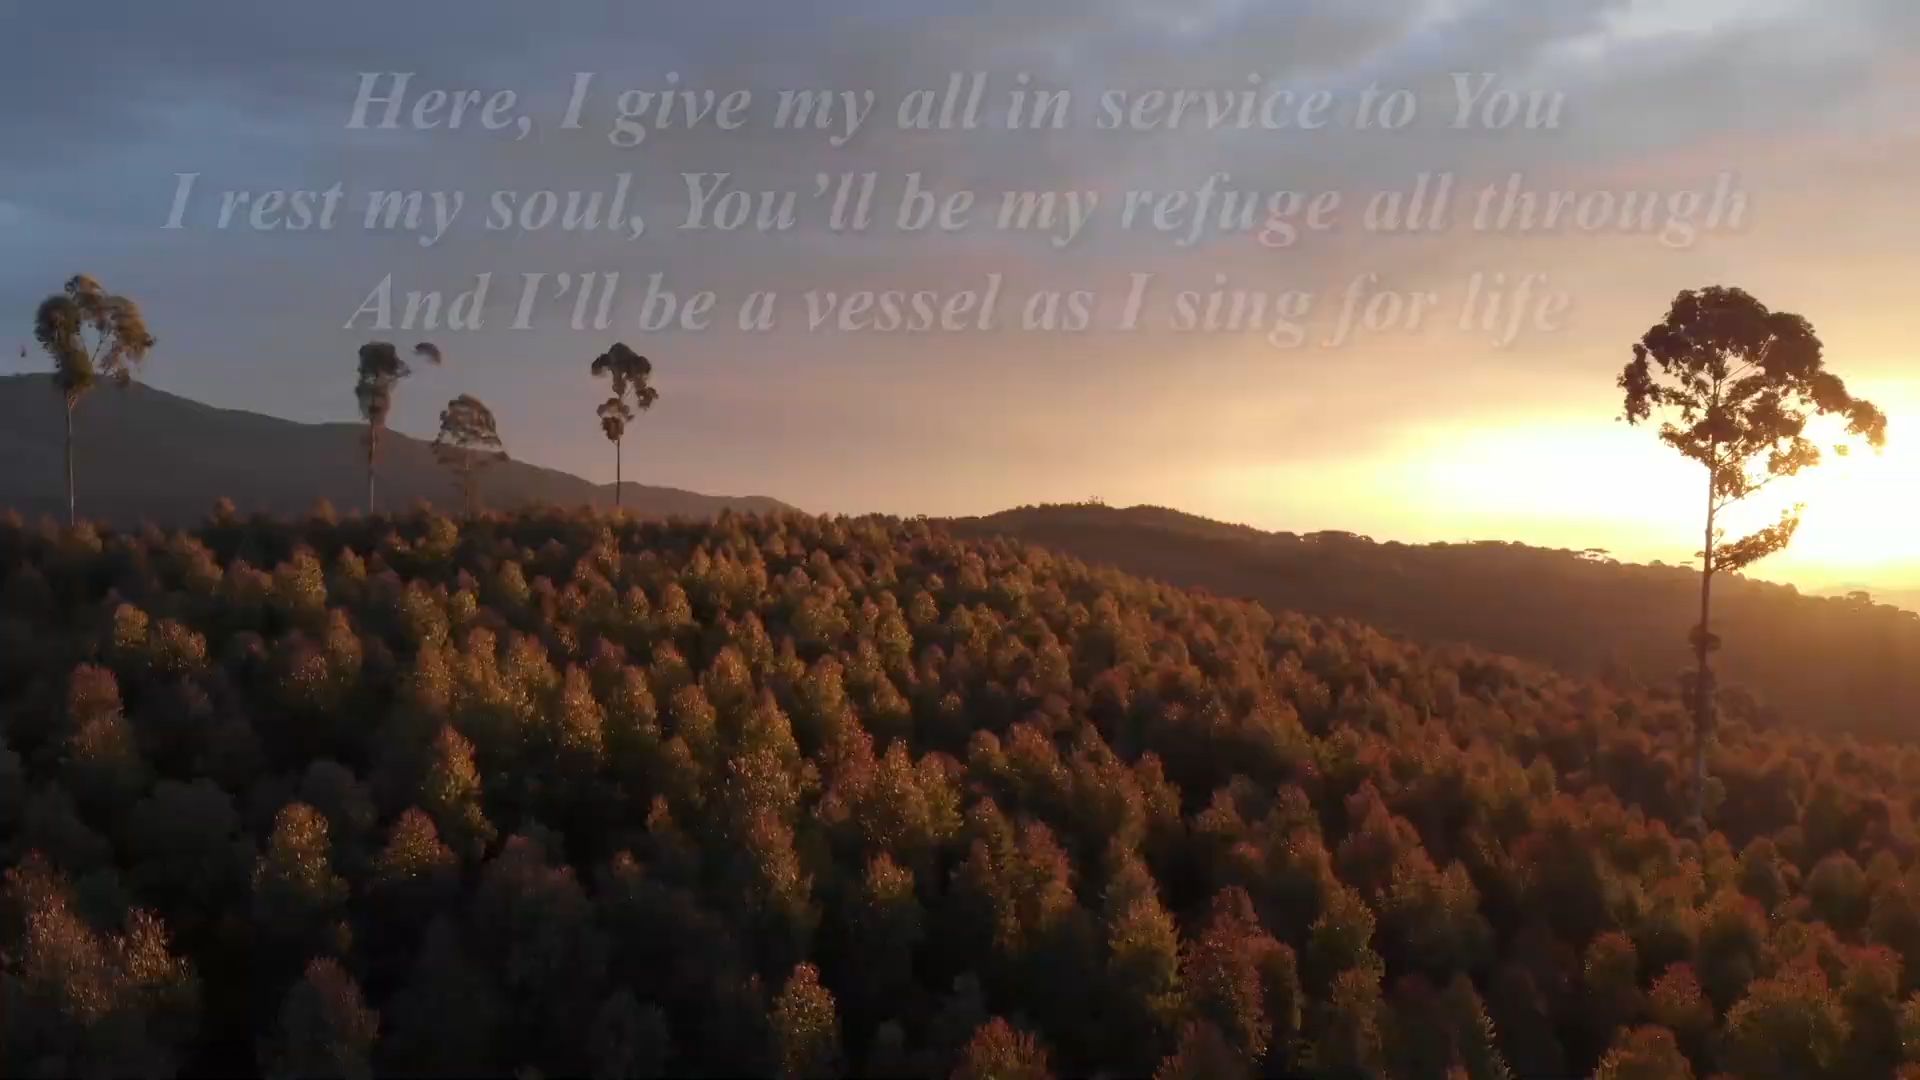 Here, I give my all in service to You
I rest my soul, You’ll be my refuge all through
And I’ll be a vessel as I sing for life